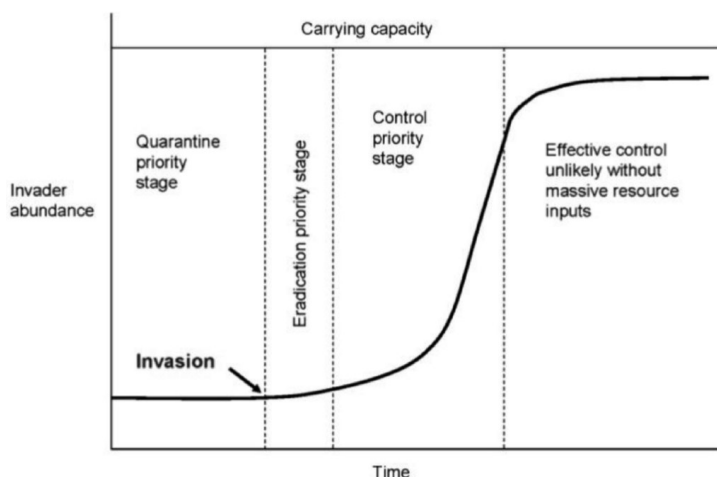 Carrying capacity
Quarantine
priority
stage
Eradication priority stage
Control
priority
stage
Effective control
unlikely without
massive resource
inputs
Invader
abundance
Invasion
Time